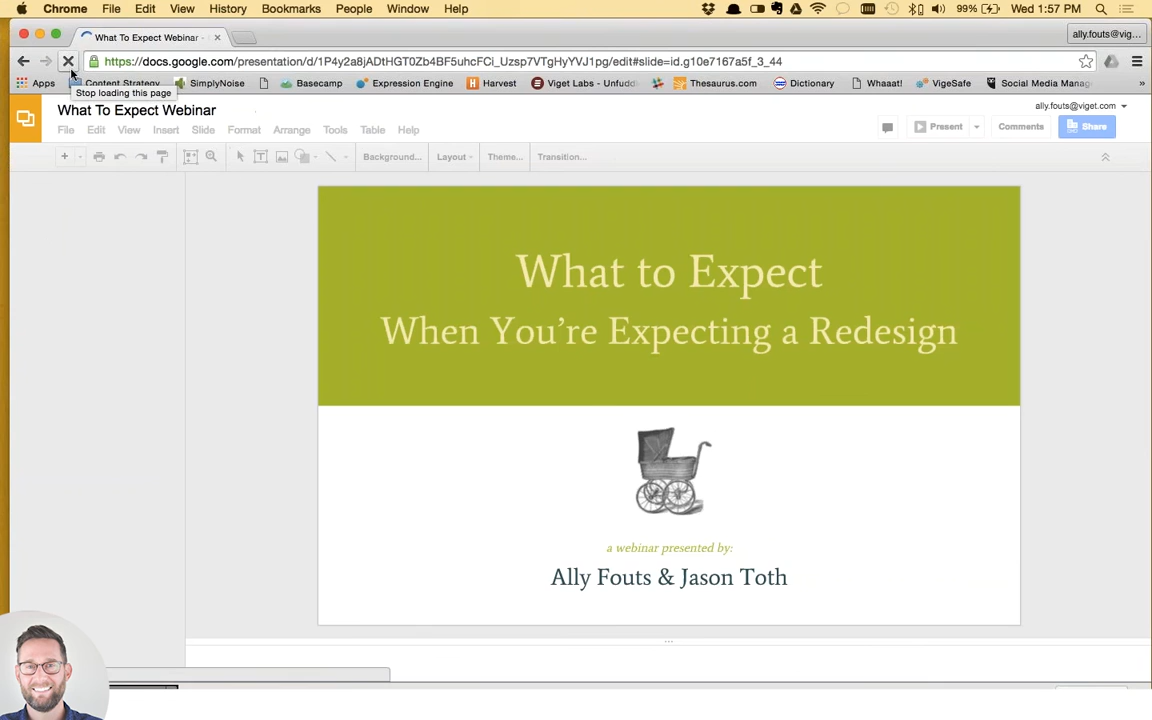 Chrome File Edit View History Bookmarks People Window Help 99% Wed 1:57 PM
What To Expect Webinar - ally.fouts@vig...
https://docs.google.com/presentation/d/1P4y2a8jADtHGT0Zb4BF5uhcFCi_Uzsp7VTgHyYVJ1pg/edit#slide=id.g10e7167a5f_3_44
Apps Content Strategy SimplyNoise Basecamp Expression Engine Harvest Viget Labs - Unfudd Thesaurus.com Dictionary Whaaat! VigeSafe Social Media Manag »
Stop loading this page
What To Expect Webinar ally.fouts@viget.com
File Edit View Insert Slide Format Arrange Tools Table Help Present Comments Share
Background... Layout Theme... Transition...
What to Expect
When You're Expecting a Redesign
a webinar presented by:
Ally Fouts & Jason Toth